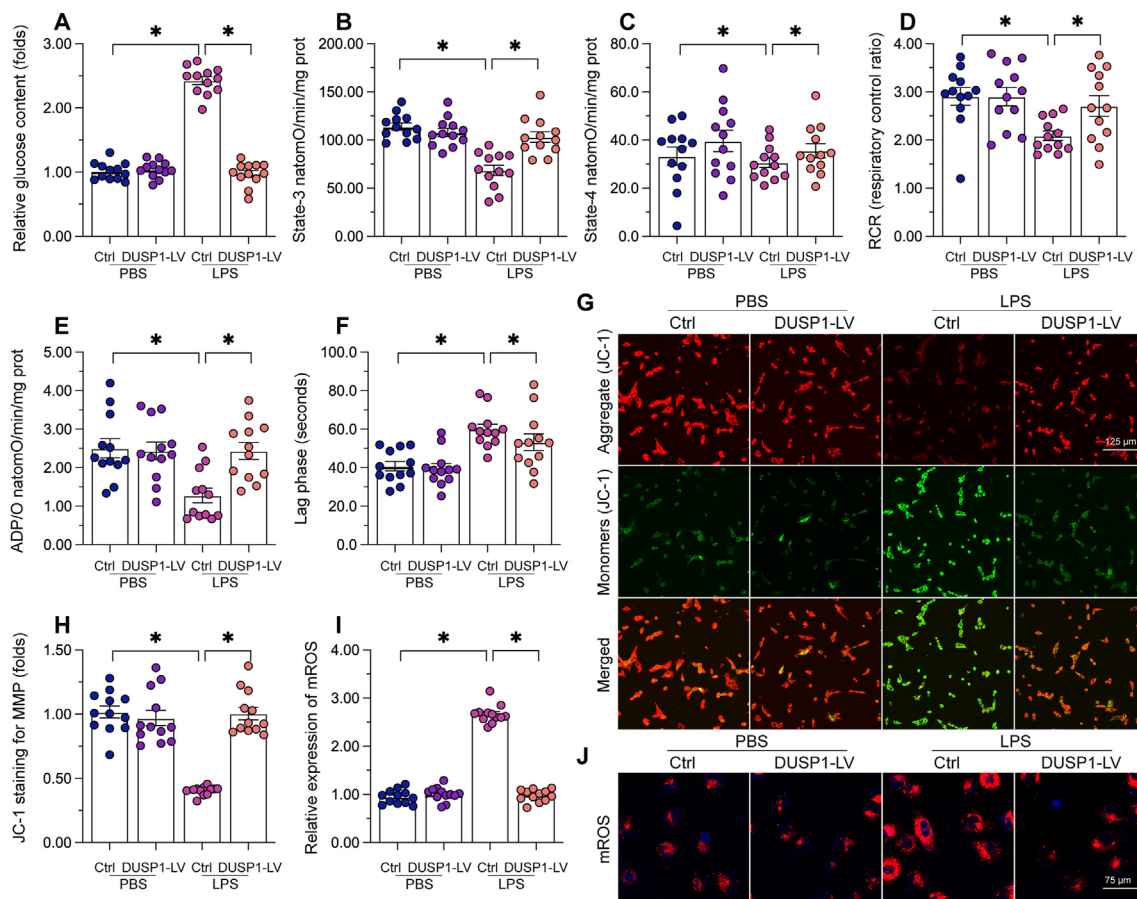 A
Relative glucose content (folds)
3.00
2.00
1.00
0.00
*
*
Ctrl DUSP1-LV Ctrl DUSP1-LV
PBS LPS
B
State-3 natomO/min/mg prot
200.00
150.00
100.00
50.00
0.00
*
*
Ctrl DUSP1-LV Ctrl DUSP1-LV
PBS LPS
C
State-4 natomO/min/mg prot
80.0
60.0
40.0
20.0
0.0
*
*
Ctrl DUSP1-LV Ctrl DUSP1-LV
PBS LPS
D
RCR (respiratory control ratio)
4.00
3.00
2.00
1.00
0.00
*
*
Ctrl DUSP1-LV Ctrl DUSP1-LV
PBS LPS
E
ADP/O natomO/min/mg prot
5.00
4.00
3.00
2.00
1.00
0.00
*
*
Ctrl DUSP1-LV Ctrl DUSP1-LV
PBS LPS
F
Lag phase (seconds)
100.0
80.0
60.0
40.0
20.0
0.0
*
*
Ctrl DUSP1-LV Ctrl DUSP1-LV
PBS LPS
G
PBS LPS
Ctrl DUSP1-LV Ctrl DUSP1-LV
Aggregate (JC-1)
125 µm
Monomers (JC-1)
Merged
H
JC-1 staining for MMP (folds)
1.50
1.00
0.50
0.00
*
*
Ctrl DUSP1-LV Ctrl DUSP1-LV
PBS LPS
I
Relative expression of mROS
4.00
3.00
2.00
1.00
0.00
*
*
Ctrl DUSP1-LV Ctrl DUSP1-LV
PBS LPS
J
PBS LPS
Ctrl DUSP1-LV Ctrl DUSP1-LV
mROS
75 µm